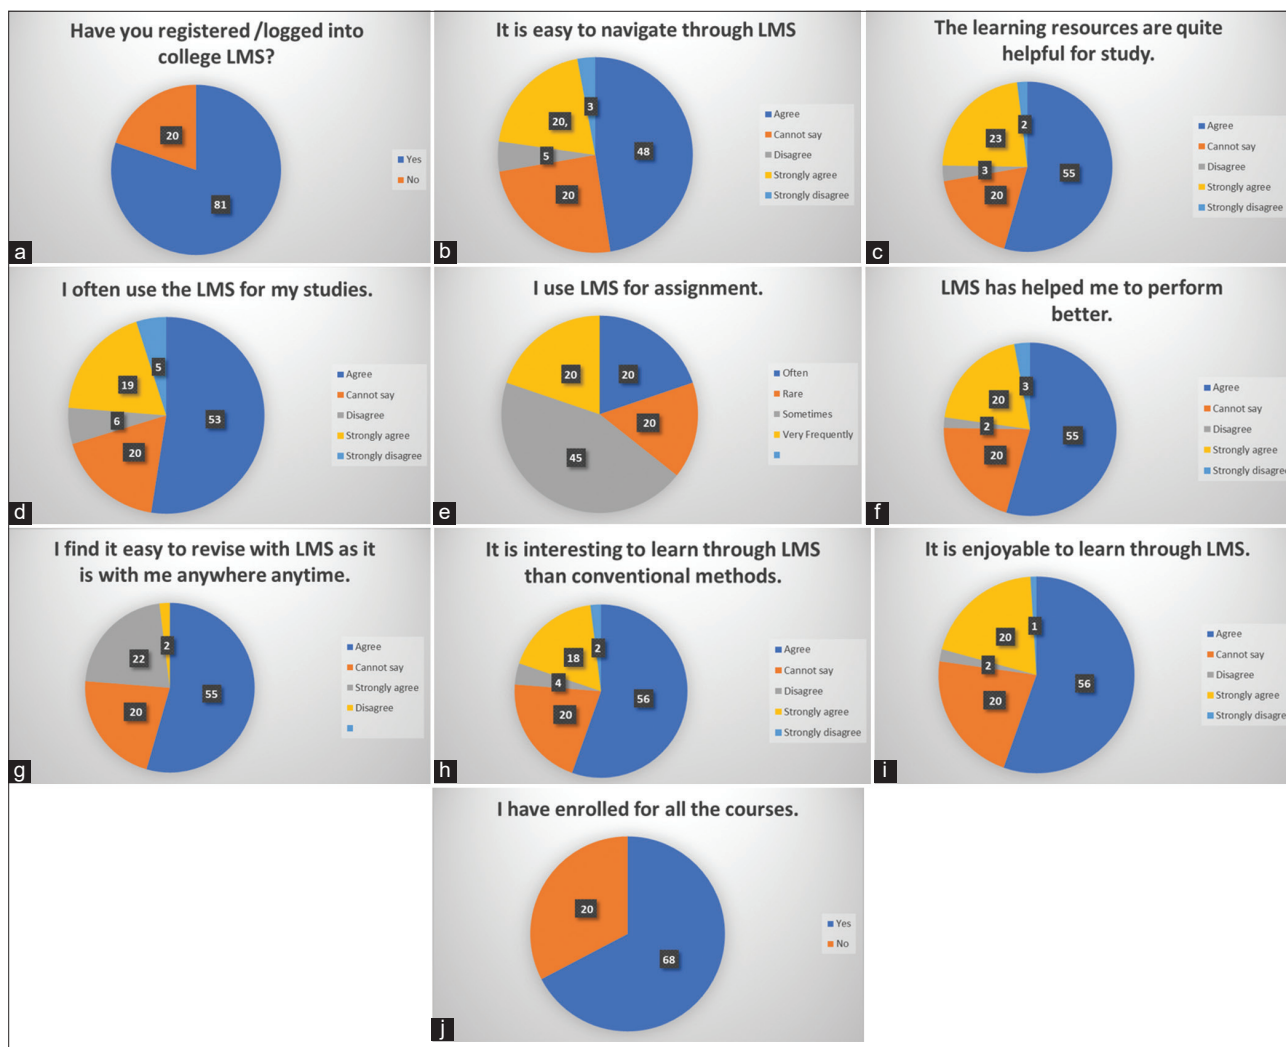 Have you registered /logged into
college LMS?
20
81
Yes
No
a
It is easy to navigate through LMS
3
20,
48
5
20
Agree
Cannot say
Disagree
Strongly agree
Strongly disagree
b
The learning resources are quite
helpful for study.
2
23
3
55
20
Agree
Cannot say
Disagree
Strongly agree
Strongly disagree
c
I often use the LMS for my studies.
5
19
6
53
20
Agree
Cannot say
Disagree
Strongly agree
Strongly disagree
d
I use LMS for assignment.
20
20
20
45
Often
Rare
Sometimes
Very Frequently
e
LMS has helped me to perform
better.
3
20
2
55
20
Agree
Cannot say
Disagree
Strongly agree
Strongly disagree
f
I find it easy to revise with LMS as it
is with me anywhere anytime.
2
22
55
20
Agree
Cannot say
Strongly agree
Disagree
g
It is interesting to learn through LMS
than conventional methods.
2
18
4
56
20
Agree
Cannot say
Disagree
Strongly agree
Strongly disagree
h
It is enjoyable to learn through LMS.
1
20
2
56
20
Agree
Cannot say
Disagree
Strongly agree
Strongly disagree
i
I have enrolled for all the courses.
20
68
Yes
No
j